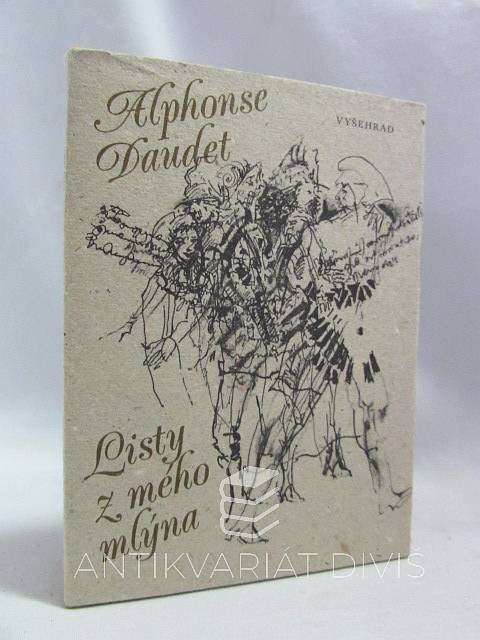 Alphonse
Daudet
VYŠEHRAD
Listy
z mého
mlýna
ANTIKVARIÁT DIVIŠ